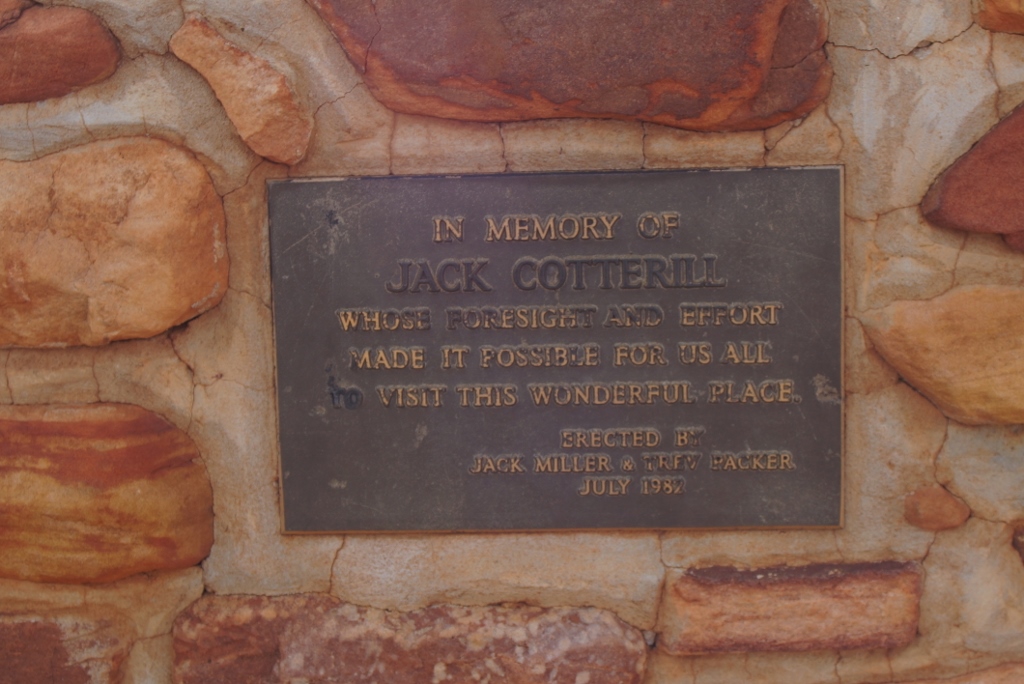 IN MEMORY OF
JACK COTTERILL
WHOSE FORESIGHT AND EFFORT
MADE IT POSSIBLE FOR US ALL
TO VISIT THIS WONDERFUL PLACE.
ERECTED BY
JACK MILLER & TREV PACKER
JULY 1982